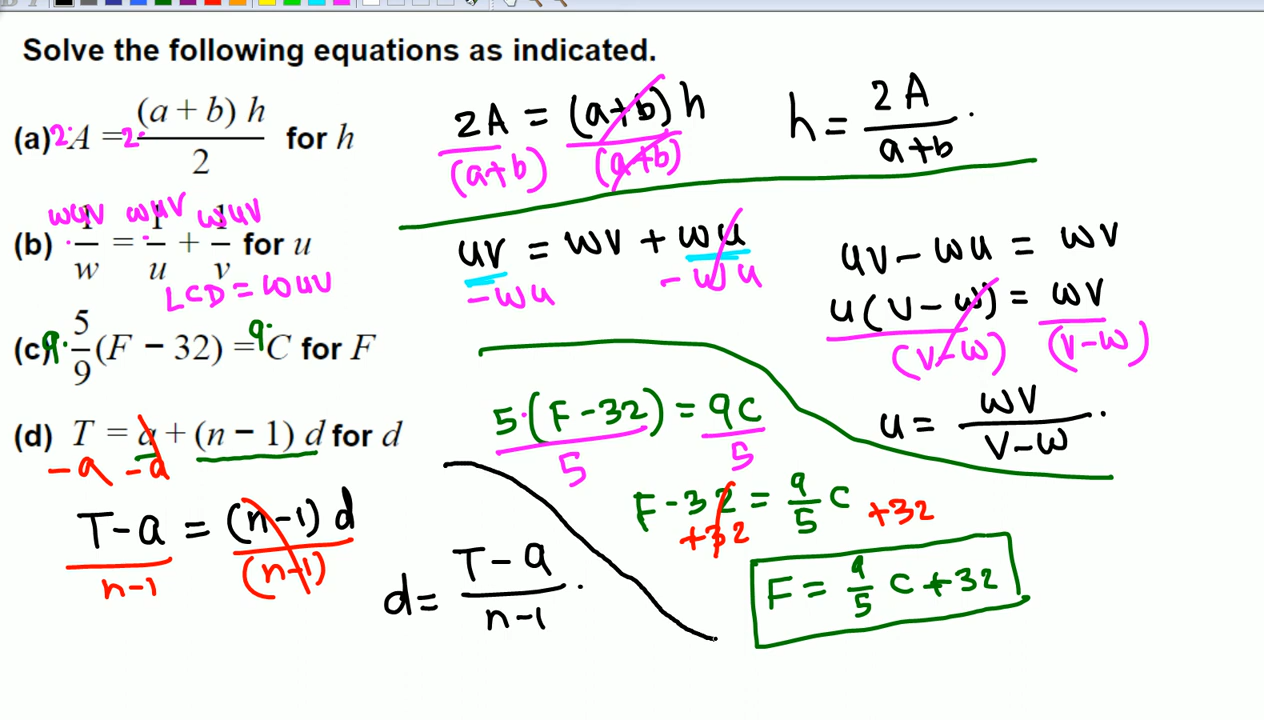 Solve the following equations as indicated.
(a) 2· A = 2· (a + b) h / 2 for h
2A = (a+b) h
(a+b) (a+b)
h = 2A / a+b .
(b) wuv · 1/w = wuv · 1/u + wuv 1/v for u
LCD = wuv
uv = wv + wu
-wu -wu
uv - wu = wv
u(v - w) = wv
(v-w) (v-w)
u = wv / v-w .
(c) 9· 5/9 (F − 32) = 9· C for F
5·(F-32) = 9C
5 5
F-32 = 9/5 C
+32 +32
F = 9/5 C + 32
(d) T = a + (n − 1) d for d
-a -a
T-a = (n-1) d
n-1 (n-1)
d = T-a / n-1 .